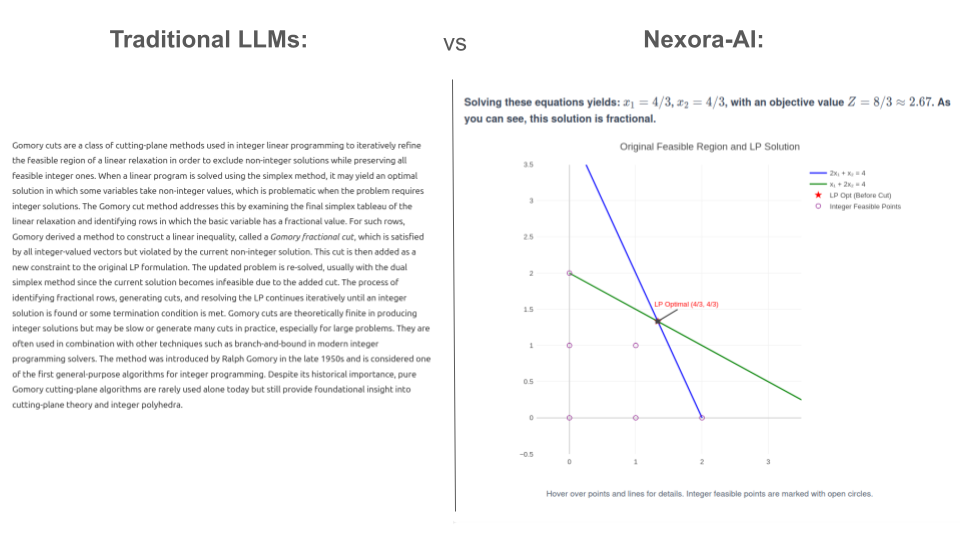 Traditional LLMs:
vs
Nexora-AI:
Gomory cuts are a class of cutting-plane methods used in integer linear programming to iteratively refine
the feasible region of a linear relaxation in order to exclude non-integer solutions while preserving all
feasible integer ones. When a linear program is solved using the simplex method, it may yield an optimal
solution in which some variables take non-integer values, which is problematic when the problem requires
integer solutions. The Gomory cut method addresses this by examining the final simplex tableau of the
linear relaxation and identifying rows in which the basic variable has a fractional value. For such rows,
Gomory derived a method to construct a linear inequality, called a Gomory fractional cut, which is satisfied
by all integer-valued vectors but violated by the current non-integer solution. This cut is then added as a
new constraint to the original LP formulation. The updated problem is re-solved, usually with the dual
simplex method since the current solution becomes infeasible due to the added cut. The process of
identifying fractional rows, generating cuts, and resolving the LP continues iteratively until an integer
solution is found or some termination condition is met. Gomory cuts are theoretically finite in producing
integer solutions but may be slow or generate many cuts in practice, especially for large problems. They are
often used in combination with other techniques such as branch-and-bound in modern integer
programming solvers. The method was introduced by Ralph Gomory in the late 1950s and is considered one
of the first general-purpose algorithms for integer programming. Despite its historical importance, pure
Gomory cutting-plane algorithms are rarely used alone today but still provide foundational insight into
cutting-plane theory and integer polyhedra.
Solving these equations yields: x₁ = 4/3, x₂ = 4/3, with an objective value Z = 8/3 ≈ 2.67. As
you can see, this solution is fractional.
Original Feasible Region and LP Solution
3.5
3
2.5
2
1.5
1
0.5
0
−0.5
0
1
2
3
LP Optimal (4/3, 4/3)
2x₁ + x₂ = 4
x₁ + 2x₂ = 4
LP Opt (Before Cut)
Integer Feasible Points
Hover over points and lines for details. Integer feasible points are marked with open circles.